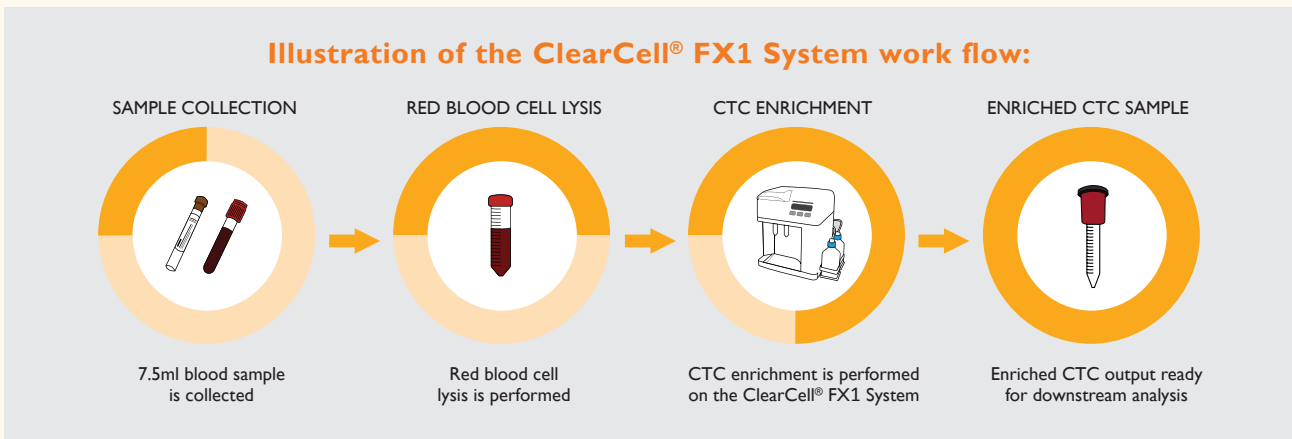 Illustration of the ClearCell® FX1 System work flow:
SAMPLE COLLECTION
RED BLOOD CELL LYSIS
CTC ENRICHMENT
ENRICHED CTC SAMPLE
7.5ml blood sample
is collected
Red blood cell
lysis is performed
CTC enrichment is performed
on the ClearCell® FX1 System
Enriched CTC output ready
for downstream analysis